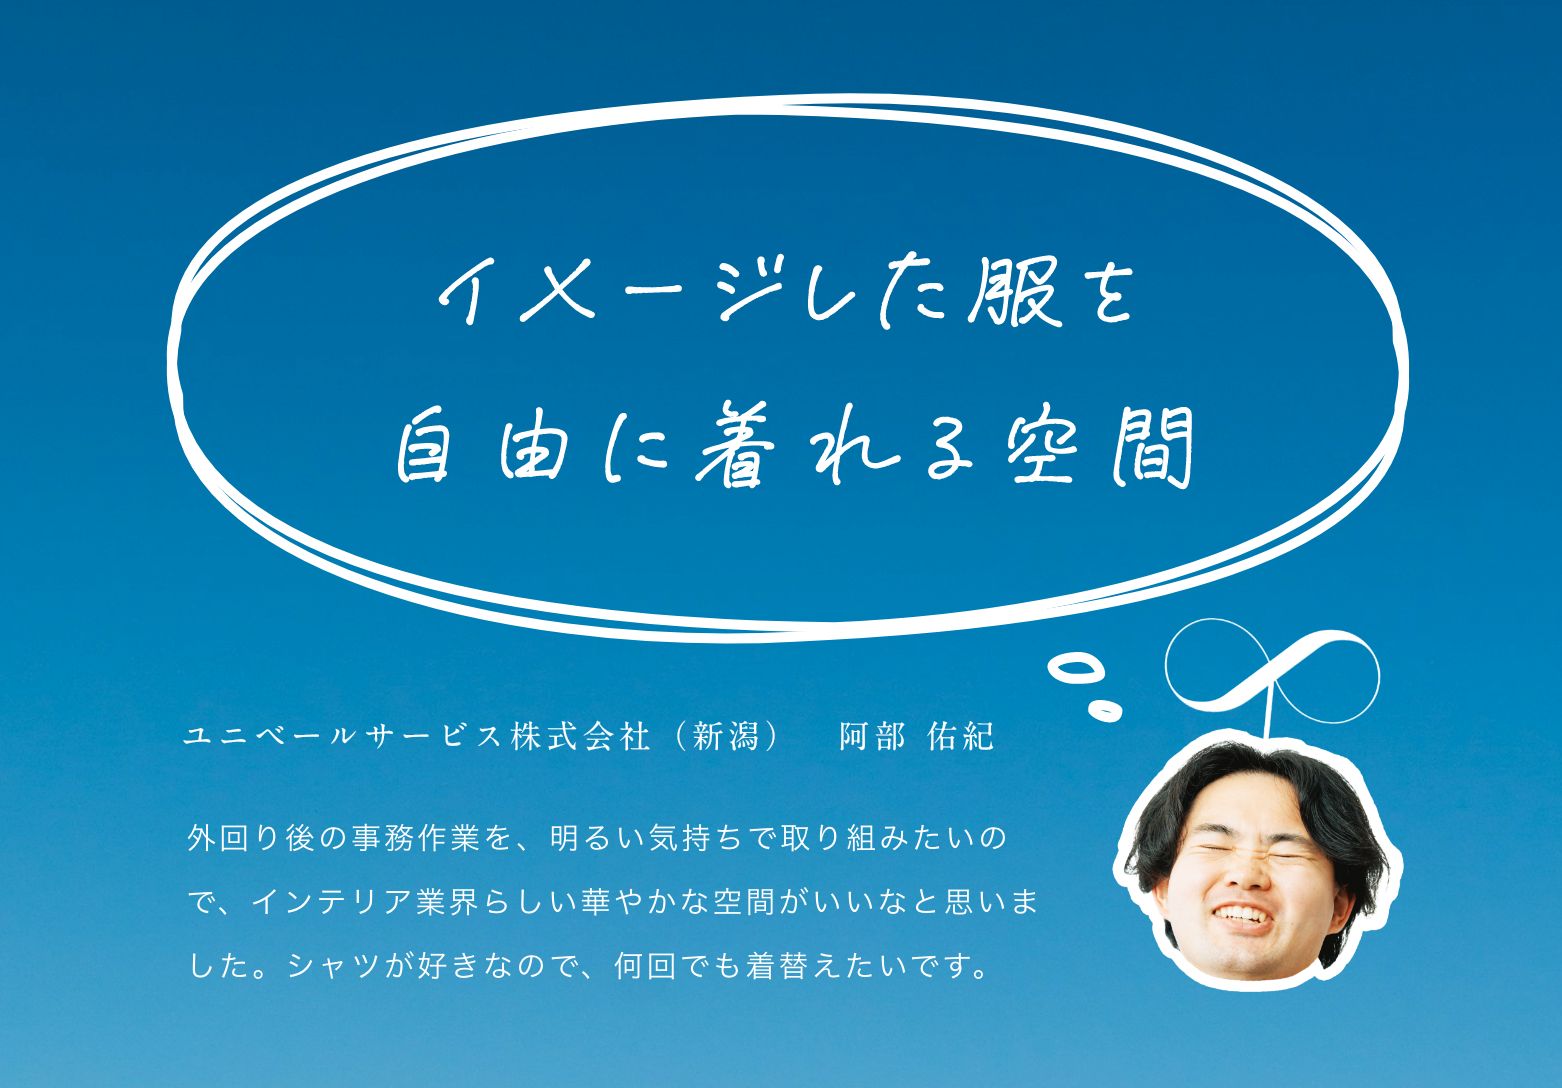 イメージした服を
自由に着れる空間
ユニベールサービス株式会社（新潟）　阿部 佑紀
外回り後の事務作業を、明るい気持ちで取り組みたいの
で、インテリア業界らしい華やかな空間がいいなと思いま
した。シャツが好きなので、何回でも着替えたいです。